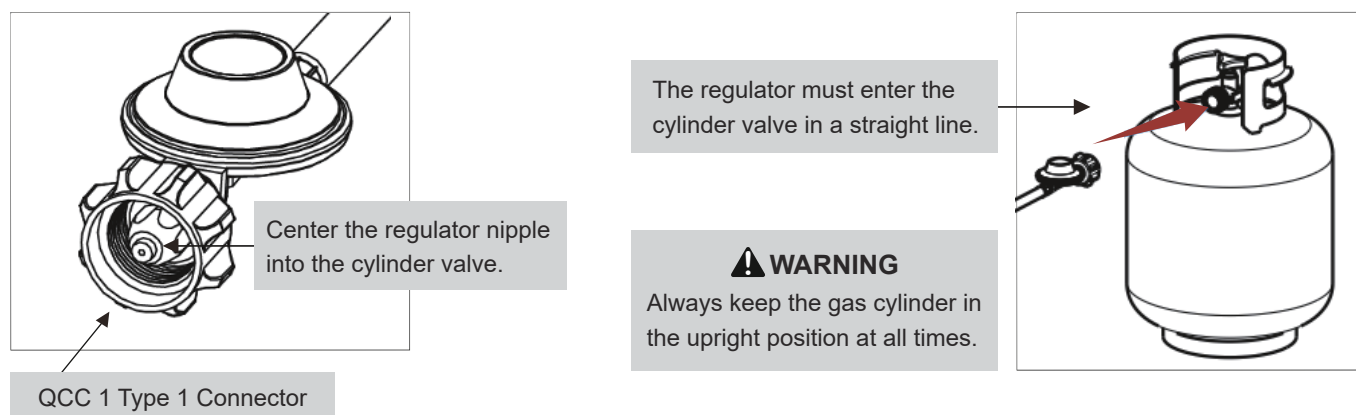 Center the regulator nipple
into the cylinder valve.
QCC 1 Type 1 Connector
The regulator must enter the
cylinder valve in a straight line.
WARNING
Always keep the gas cylinder in
the upright position at all times.